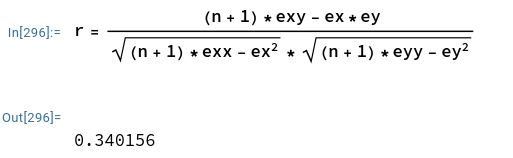 In[296]:= r = ((n + 1) * exy - ex * ey) / (√((n + 1) * exx - ex²) * √((n + 1) * eyy - ey²))
Out[296]=
0.340156